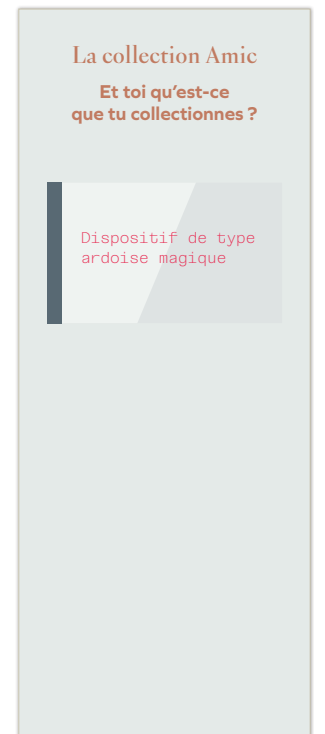 La collection Amic
Et toi qu’est-ce
que tu collectionnes ?
Dispositif de type
ardoise magique